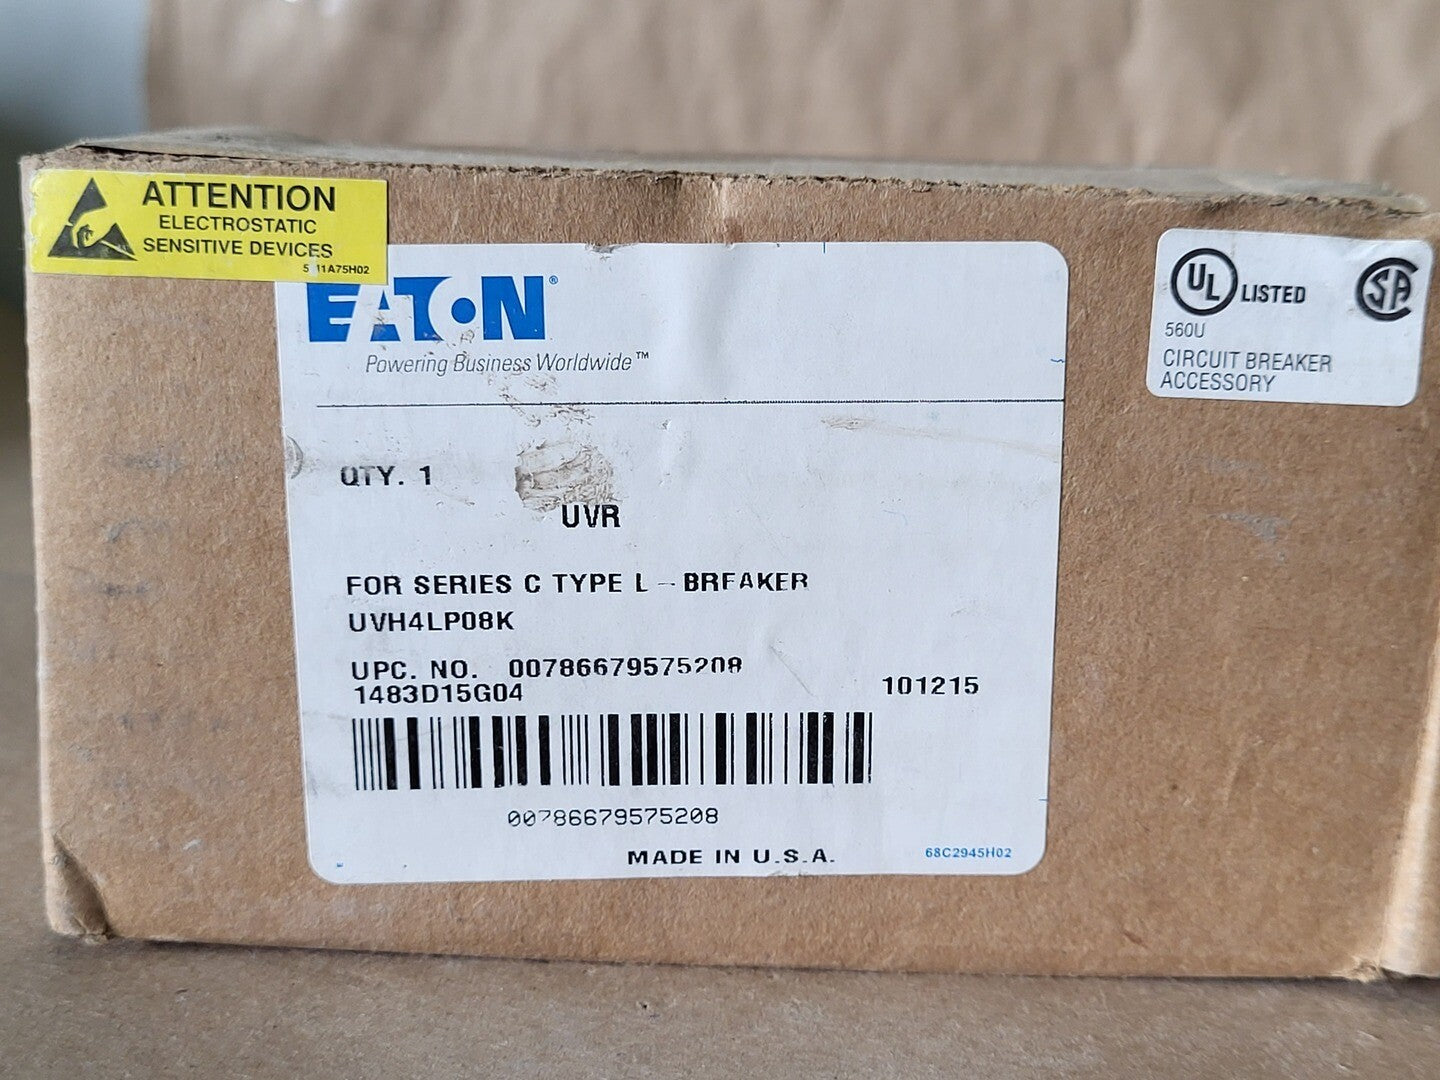 ATTENTION
ELECTROSTATIC
SENSITIVE DEVICES
EATON®
Powering Business Worldwide™
QTY. 1
UVR
FOR SERIES C TYPE L - BREAKER
UVH4LP08K
UPC. NO. 00786679575208
1483D15G04
101215
00786679575208
MADE IN U.S.A.
68C2945H02
UL LISTED
SA
560U
CIRCUIT BREAKER
ACCESSORY